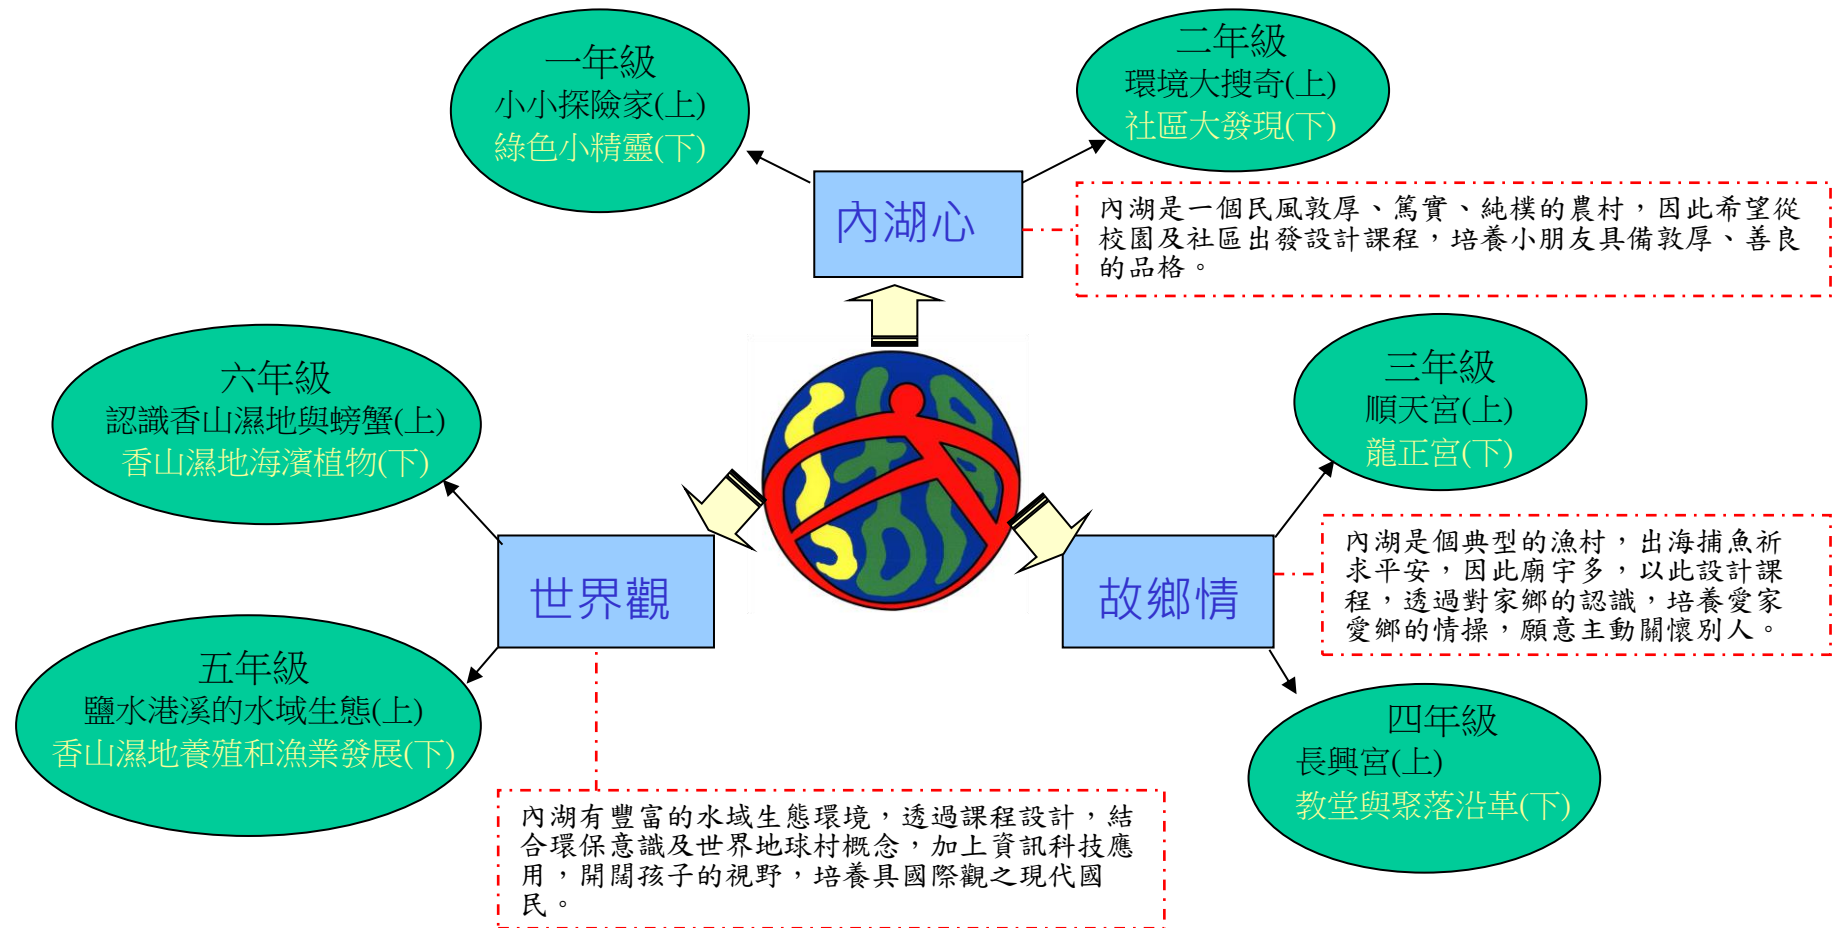 一年級
小小探險家(上)
綠色小精靈(下)
二年級
環境大搜奇(上)
社區大發現(下)
內湖心
內湖是一個民風敦厚、篤實、純樸的農村，因此希望從
校園及社區出發設計課程，培養小朋友具備敦厚、善良
的品格。
六年級
認識香山濕地與螃蟹(上)
香山濕地海濱植物(下)
三年級
順天宮(上)
龍正宮(下)
世界觀
故鄉情
內湖是個典型的漁村，出海捕魚祈
求平安，因此廟宇多，以此設計課
程，透過對家鄉的認識，培養愛家
愛鄉的情操，願意主動關懷別人。
五年級
鹽水港溪的水域生態(上)
香山濕地養殖和漁業發展(下)
四年級
長興宮(上)
教堂與聚落沿革(下)
內湖有豐富的水域生態環境，透過課程設計，結
合環保意識及世界地球村概念，加上資訊科技應
用，開闊孩子的視野，培養具國際觀之現代國
民。